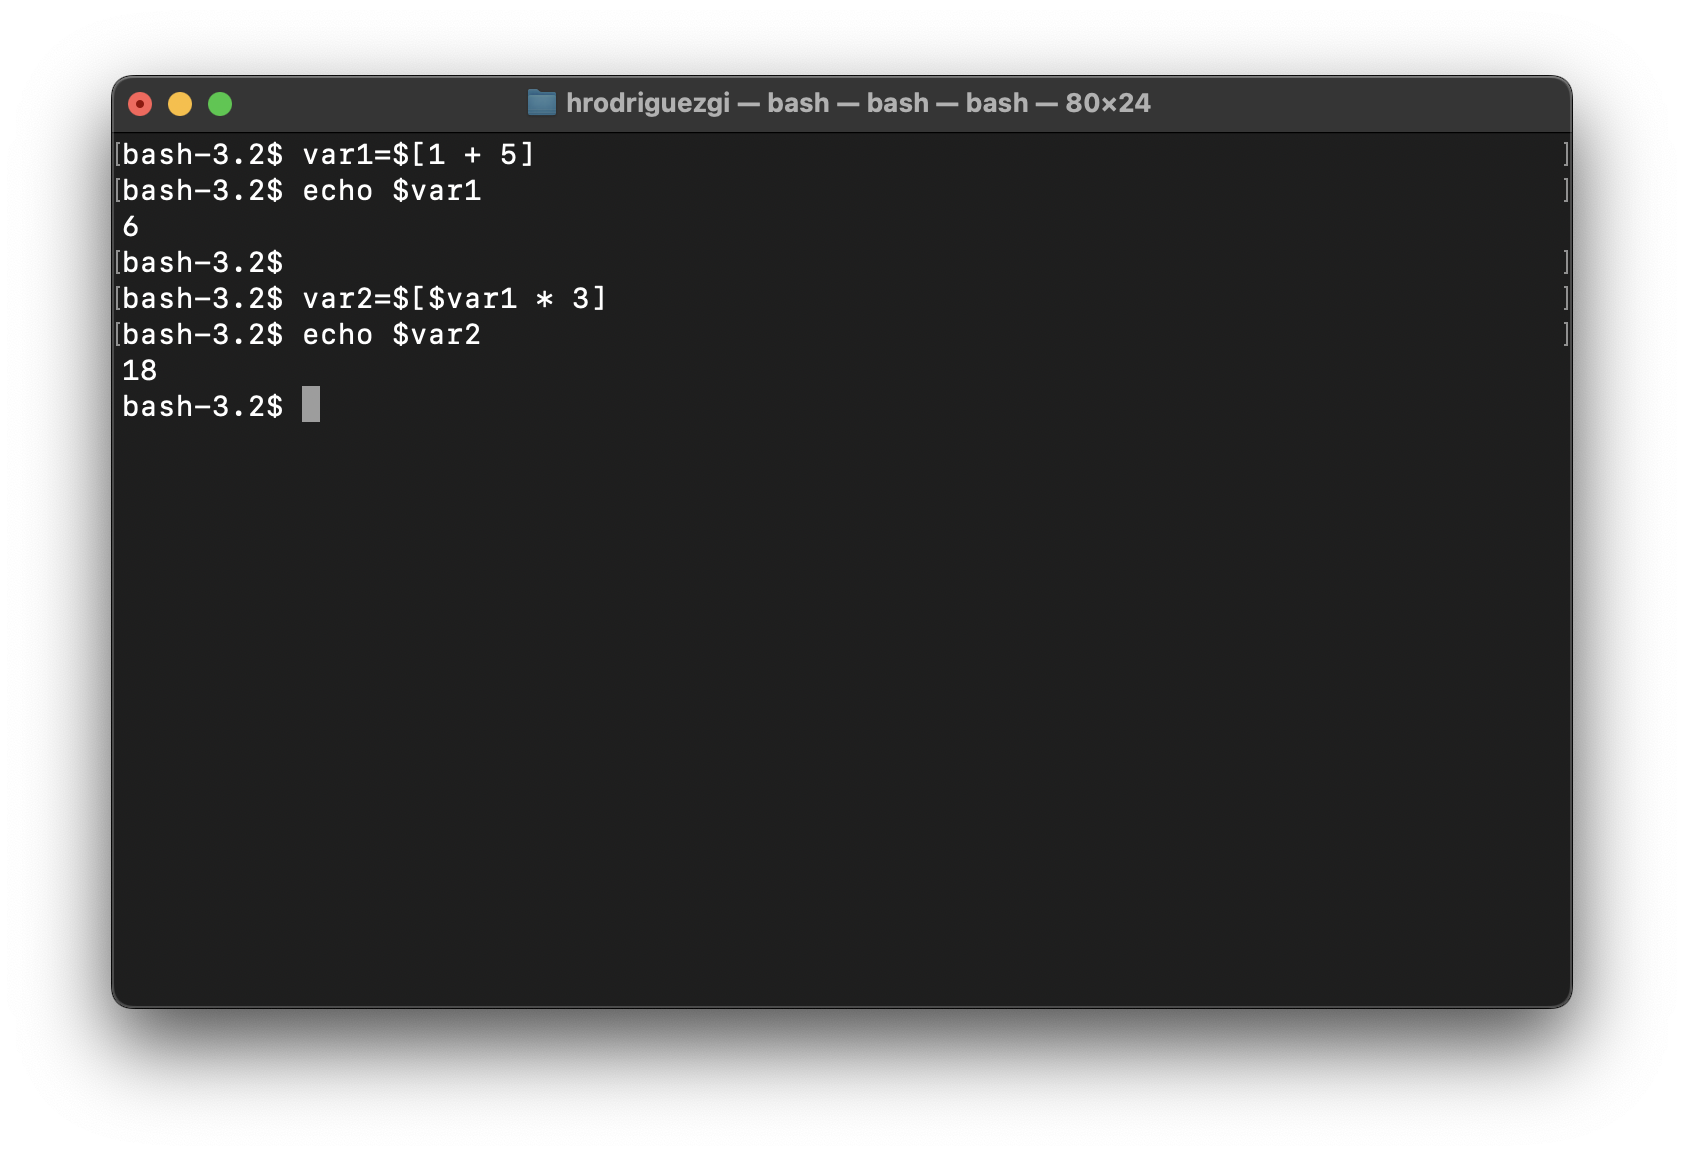 hrodriguezgi — bash — bash — bash — 80×24
[bash-3.2$ var1=$[1 + 5] ]
[bash-3.2$ echo $var1 ]
6
[bash-3.2$ ]
[bash-3.2$ var2=$[$var1 * 3] ]
[bash-3.2$ echo $var2 ]
18
bash-3.2$